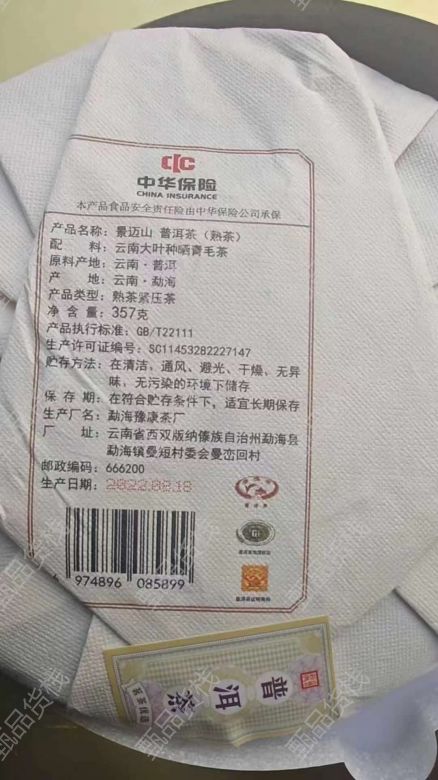 中华保险
CHINA INSURANCE
本产品食品安全责任险由中华保险公司承保
产品名称：景迈山 普洱茶（熟茶）
配　　料：云南大叶种晒青毛茶
原料产地：云南·普洱
产　　地：云南·勐海
产品类型：熟茶紧压茶
净 含 量：357克
产品执行标准：GB/T22111
生产许可证编号：SC11453282227147
贮存方法：在清洁、通风、避光、干燥、无异
味，无污染的环境下储存
保 存 期：在符合贮存条件下，适宜长期保存
生产厂名：勐海豫康茶厂
厂　　址：云南省西双版纳傣族自治州勐海县
勐海镇曼短村委会曼峦回村
邮政编码：666200
生产日期：2022.08.18
974896 085899
普洱茶
甄品货栈